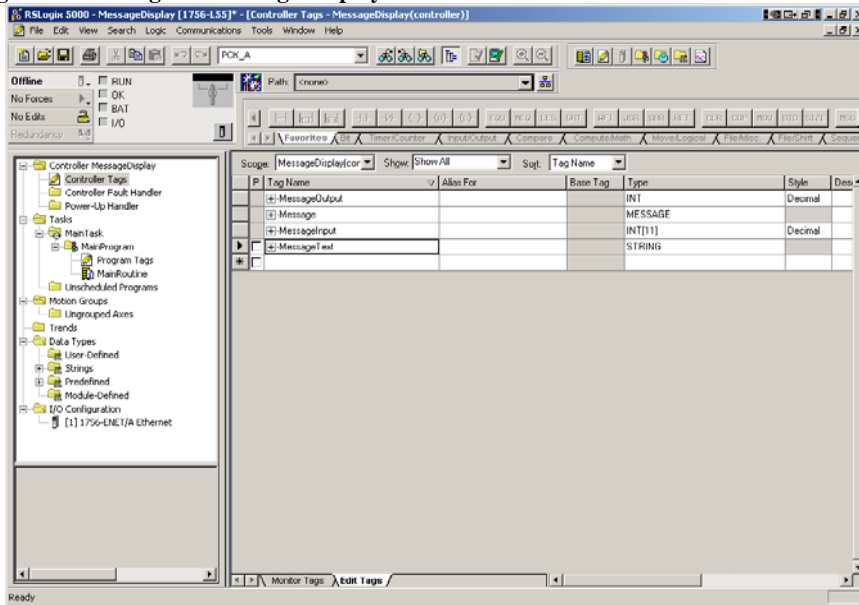 RSLogix 5000 - MessageDisplay [1756-L55]* - [Controller Tags - MessageDisplay(controller)]
File Edit View Search Logic Communications Tools Window Help
PCK_A
Offline RUN
No Forces OK
No Edits BAT
Redundancy I/O
Path: <none>
Favorites Bit Timer/Counter Input/Output Compare Compute/Math Move/Logical File/Misc. File/Shift Sequen
Controller MessageDisplay
Controller Tags
Controller Fault Handler
Power-Up Handler
Tasks
MainTask
MainProgram
Program Tags
MainRoutine
Unscheduled Programs
Motion Groups
Ungrouped Axes
Trends
Data Types
User-Defined
Strings
Predefined
Module-Defined
I/O Configuration
[1] 1756-ENET/A Ethernet
Scope: MessageDisplay(cor Show: Show All Sort: Tag Name
P Tag Name Alias For Base Tag Type Style Des
MessageOutput INT Decimal
Message MESSAGE
MessageInput INT[11] Decimal
MessageText STRING
Monitor Tags Edit Tags
Ready